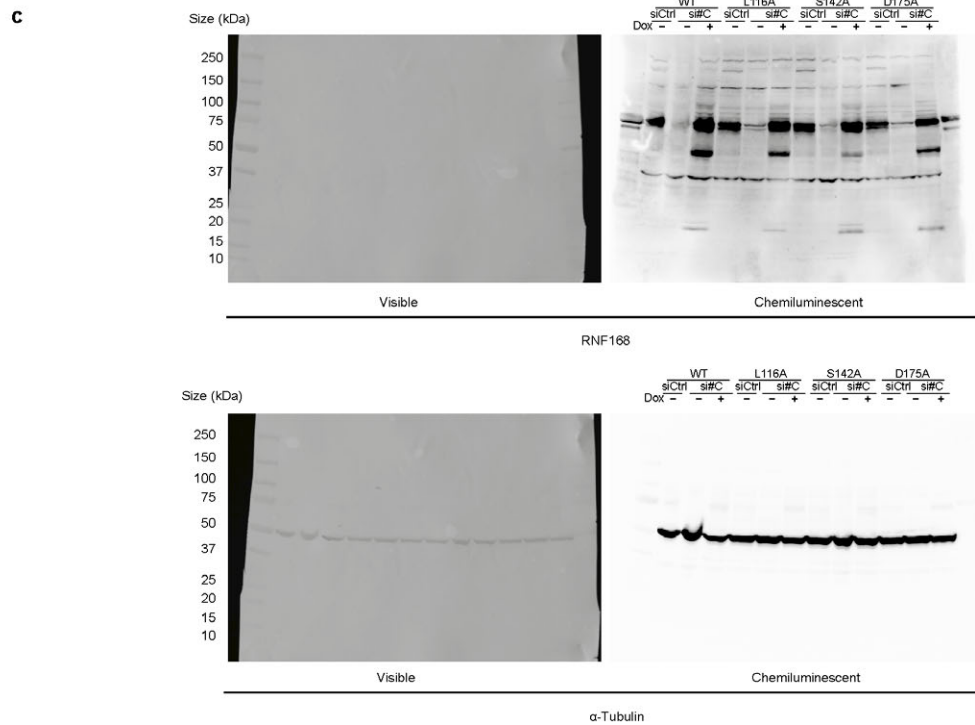 c
Size (kDa)
WT L116A S142A D175A
siCtrl si#C siCtrl si#C siCtrl si#C siCtrl si#C
Dox − − + − − + − − + − − +
250
150
100
75
50
37
25
20
15
10
Visible Chemiluminescent
RNF168
Size (kDa)
WT L116A S142A D175A
siCtrl si#C siCtrl si#C siCtrl si#C siCtrl si#C
Dox − − + − − + − − + − − +
250
150
100
75
50
37
25
20
15
10
Visible Chemiluminescent
α-Tubulin